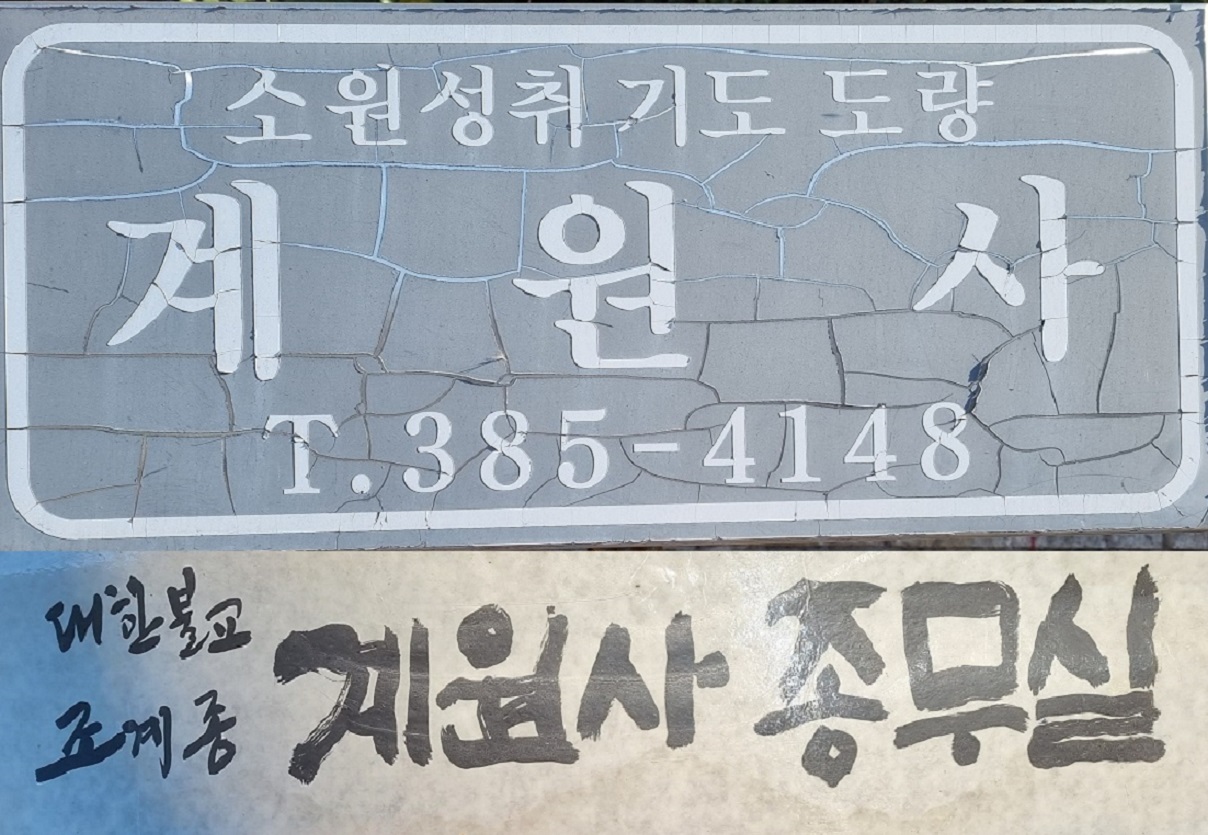 소원성취 기도 도량
계원사
T.385-4148
대한불교
조계종
계원사 종무실